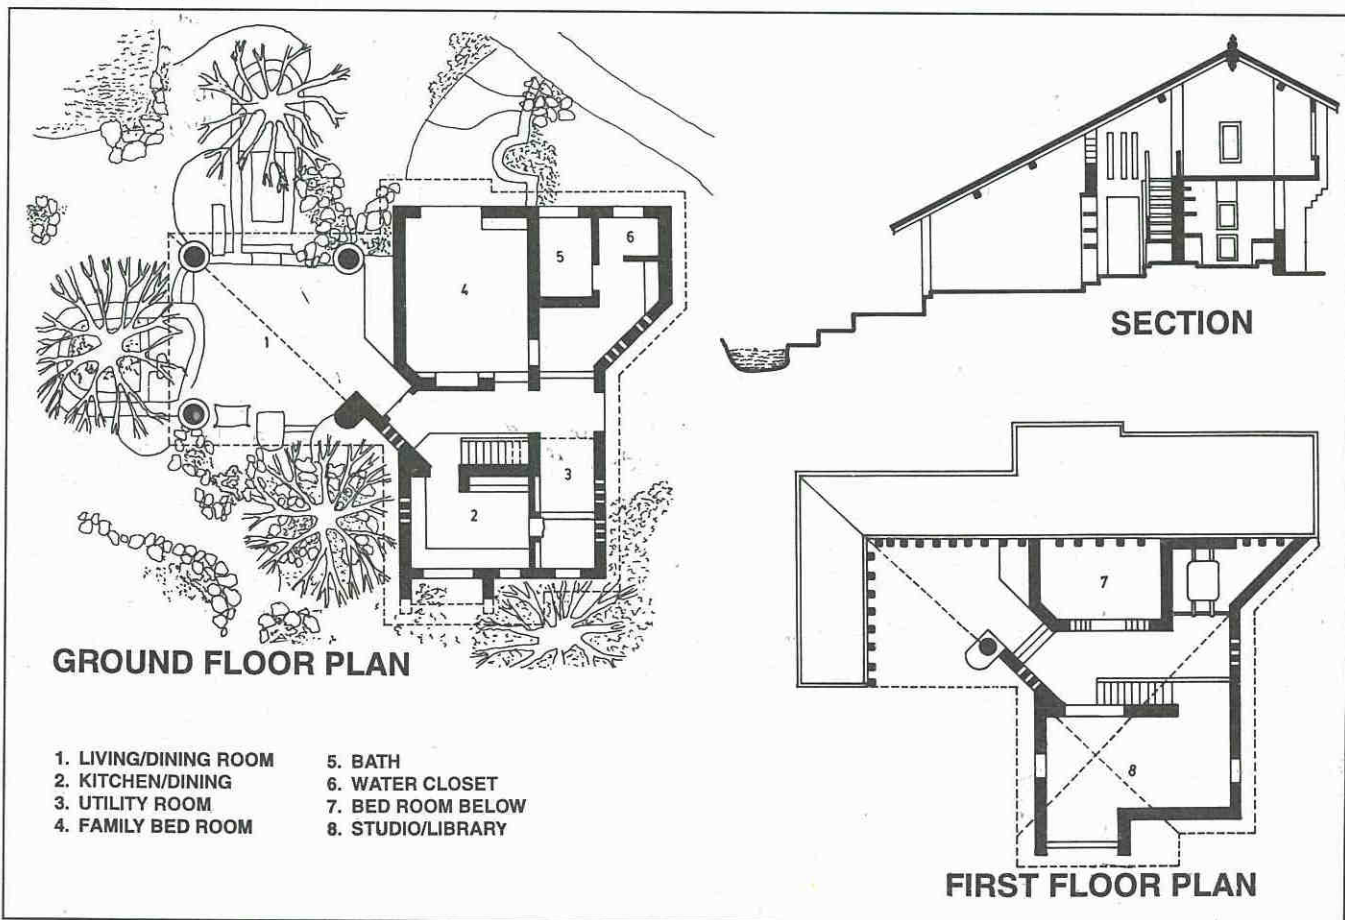 1
2
3
4
5
6
GROUND FLOOR PLAN
SECTION
7
8
FIRST FLOOR PLAN
1. LIVING/DINING ROOM
2. KITCHEN/DINING
3. UTILITY ROOM
4. FAMILY BED ROOM
5. BATH
6. WATER CLOSET
7. BED ROOM BELOW
8. STUDIO/LIBRARY